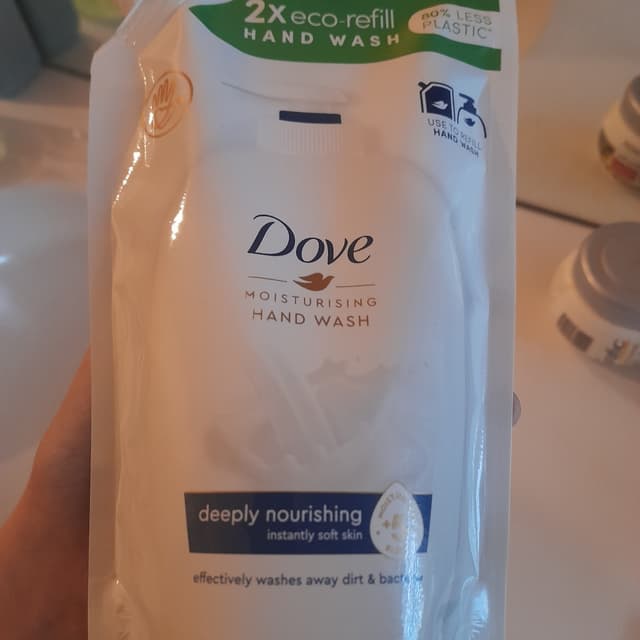 2X eco-refill
HAND WASH
80% LESS
PLASTIC*
USE TO REFILL
HAND WASH
Dove
MOISTURISING
HAND WASH
deeply nourishing
instantly soft skin
effectively washes away dirt &